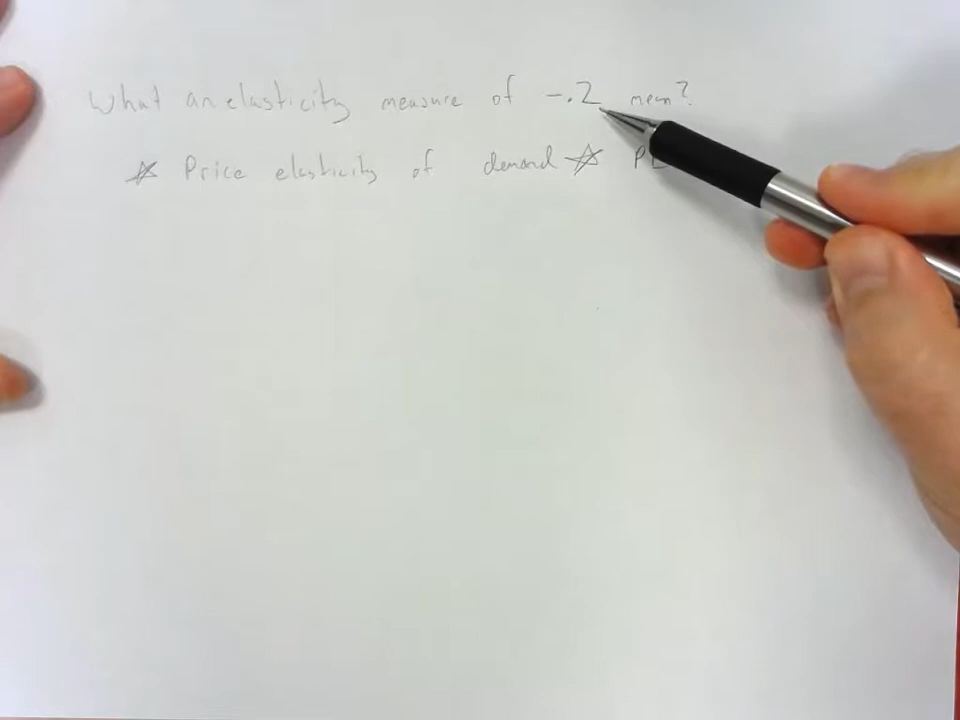 What an elasticity measure of -.2 mean?
☆ Price elasticity of demand ☆